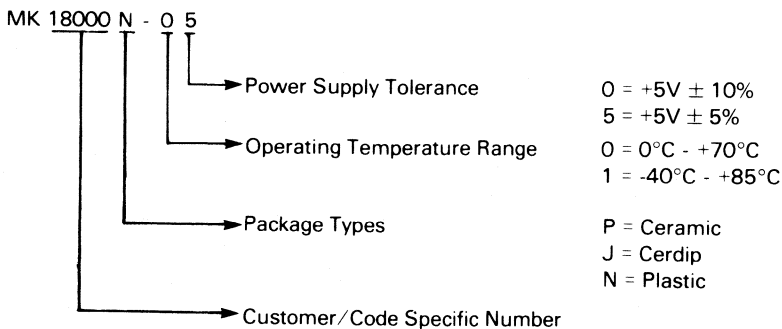 MK 18000 N - 0 5
Power Supply Tolerance 0 = +5V ± 10%
5 = +5V ± 5%
Operating Temperature Range 0 = 0°C - +70°C
1 = -40°C - +85°C
Package Types P = Ceramic
J = Cerdip
N = Plastic
Customer/Code Specific Number